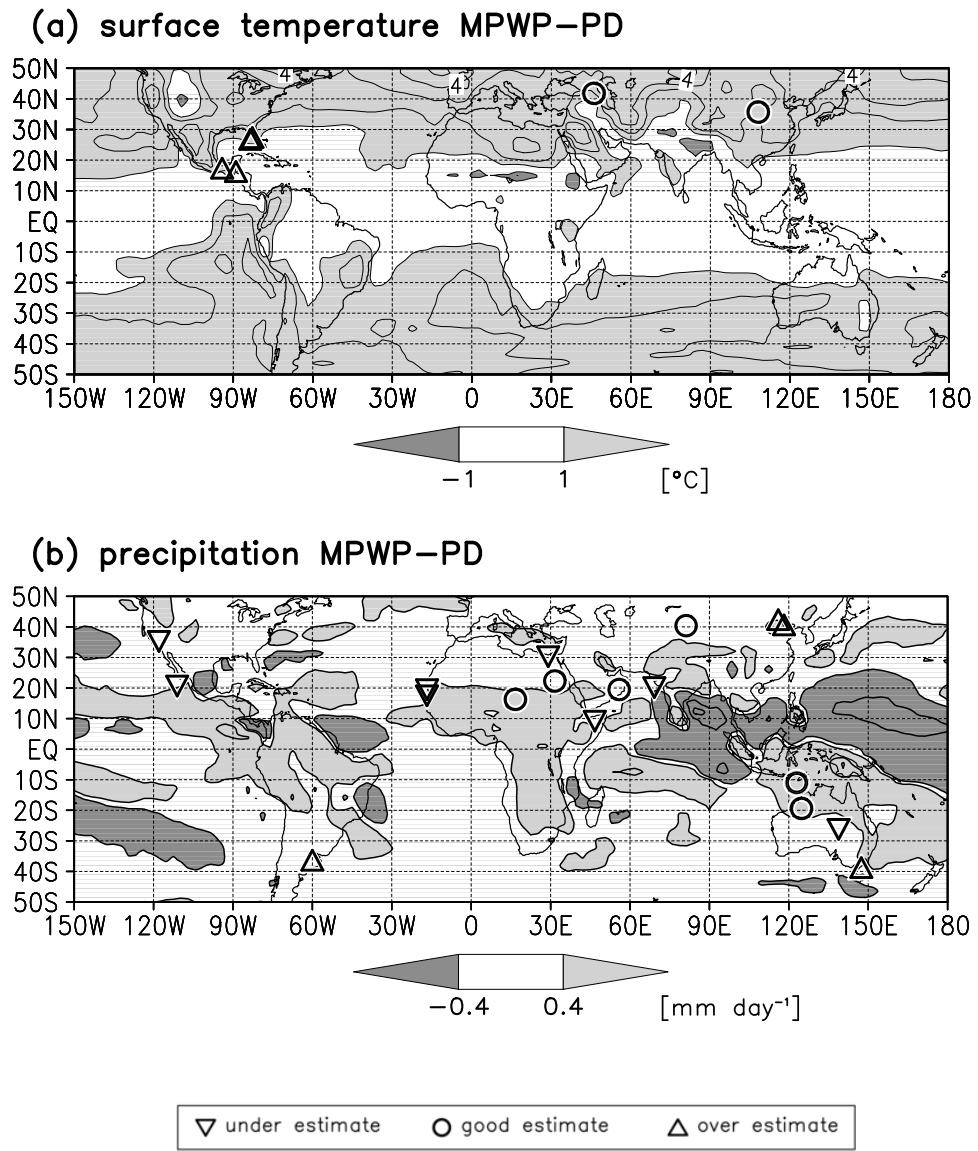 (a) surface temperature MPWP−PD
50N
4
4
4
4
40N
30N
20N
10N
EQ
10S
20S
30S
40S
50S
150W 120W 90W 60W 30W 0 30E 60E 90E 120E 150E 180
−1 1 [°C]
(b) precipitation MPWP−PD
50N
40N
30N
20N
10N
EQ
10S
20S
30S
40S
50S
150W 120W 90W 60W 30W 0 30E 60E 90E 120E 150E 180
−0.4 0.4 [mm day⁻¹]
under estimate good estimate over estimate